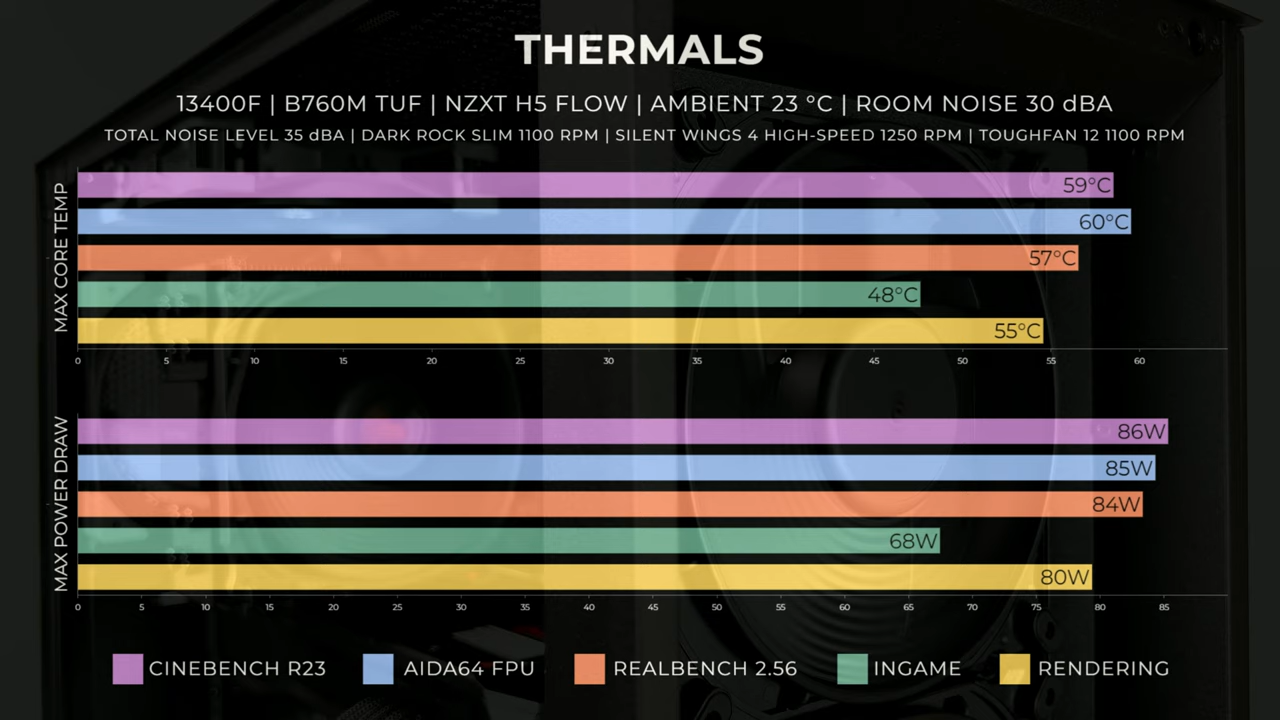 THERMALS
13400F | B760M TUF | NZXT H5 FLOW | AMBIENT 23 °C | ROOM NOISE 30 dBA
TOTAL NOISE LEVEL 35 dBA | DARK ROCK SLIM 1100 RPM | SILENT WINGS 4 HIGH-SPEED 1250 RPM | TOUGHFAN 12 1100 RPM
MAX CORE TEMP
59°C
60°C
57°C
48°C
55°C
0 5 10 15 20 25 30 35 40 45 50 55 60
MAX POWER DRAW
86W
85W
84W
68W
80W
0 5 10 15 20 25 30 35 40 45 50 55 60 65 70 75 80 85
CINEBENCH R23 AIDA64 FPU REALBENCH 2.56 INGAME RENDERING